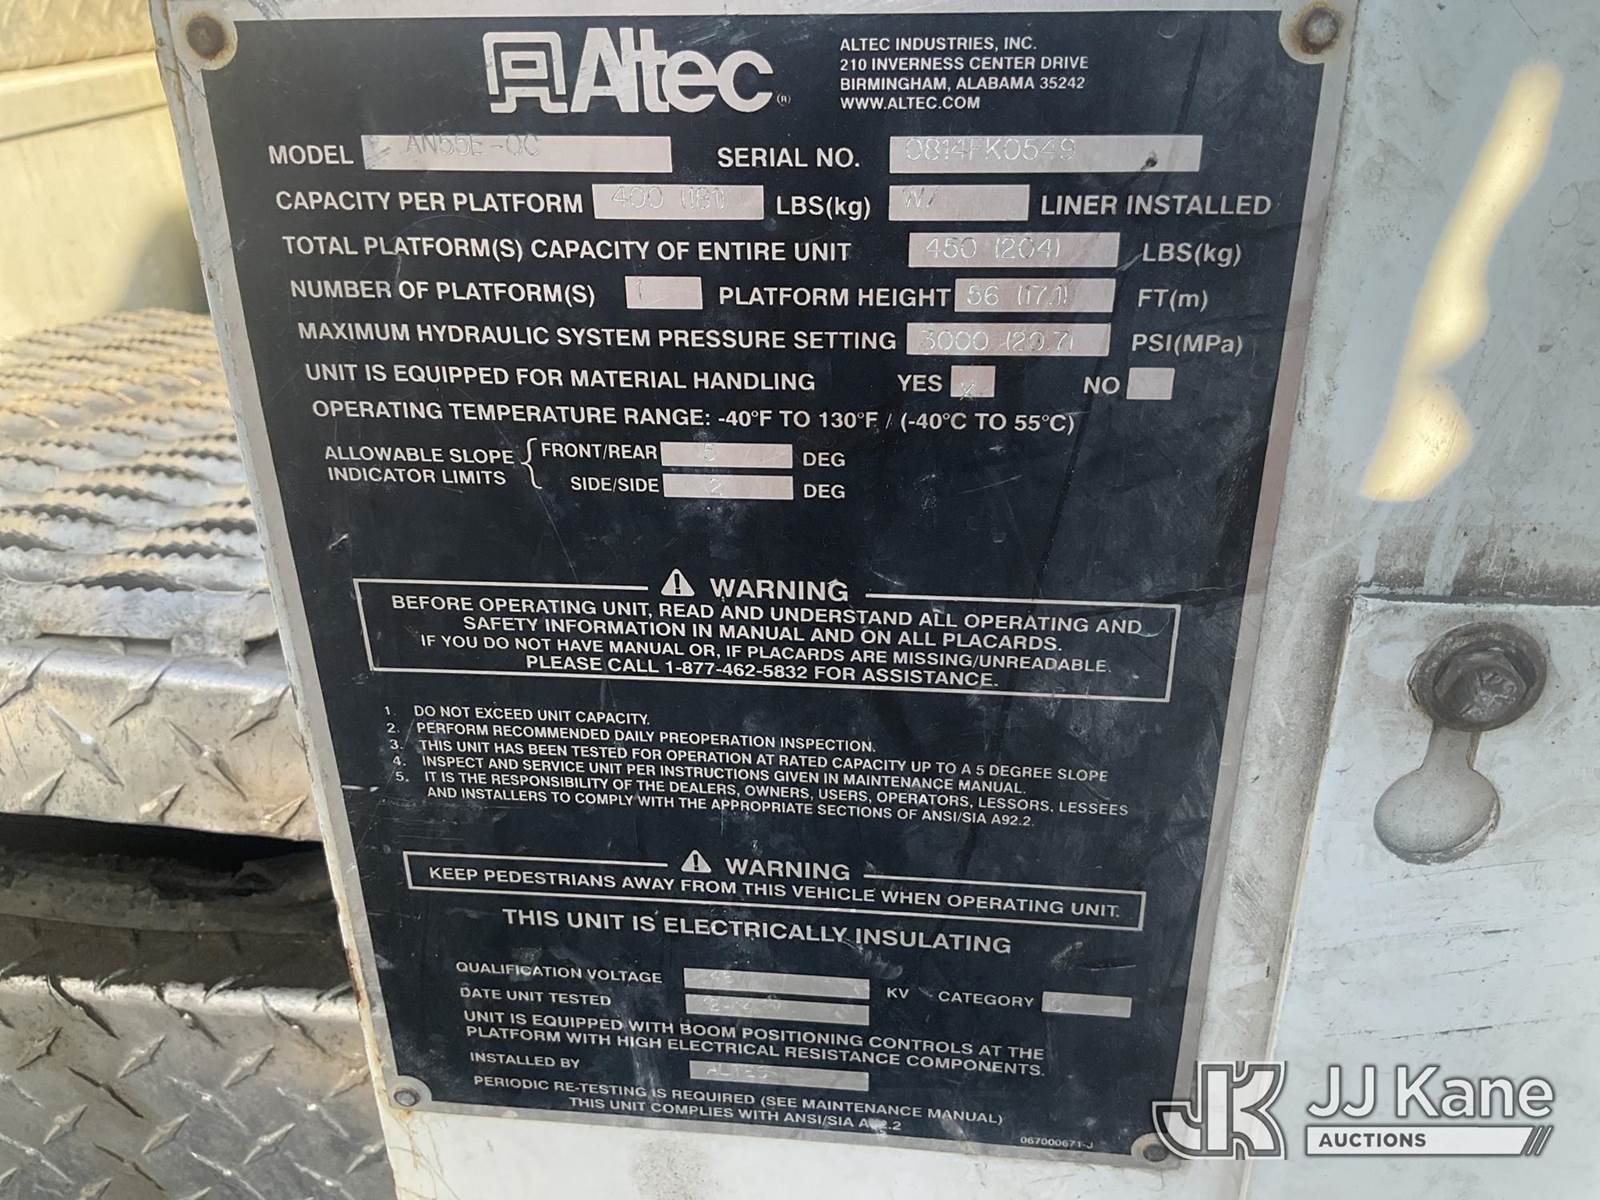 Altec
ALTEC INDUSTRIES, INC.
210 INVERNESS CENTER DRIVE
BIRMINGHAM, ALABAMA 35242
WWW.ALTEC.COM
MODEL AN55E-OC SERIAL NO. 0814FK0549
CAPACITY PER PLATFORM 400 (181) LBS(kg) W/ LINER INSTALLED
TOTAL PLATFORM(S) CAPACITY OF ENTIRE UNIT 450 (204) LBS(kg)
NUMBER OF PLATFORM(S) 1 PLATFORM HEIGHT 56 (17.1) FT(m)
MAXIMUM HYDRAULIC SYSTEM PRESSURE SETTING 3000 (20.7) PSI(MPa)
UNIT IS EQUIPPED FOR MATERIAL HANDLING YES X NO
OPERATING TEMPERATURE RANGE: -40°F TO 130°F / (-40°C TO 55°C)
ALLOWABLE SLOPE INDICATOR LIMITS
FRONT/REAR 5 DEG
SIDE/SIDE 2 DEG
WARNING
BEFORE OPERATING UNIT, READ AND UNDERSTAND ALL OPERATING AND
SAFETY INFORMATION IN MANUAL AND ON ALL PLACARDS.
IF YOU DO NOT HAVE MANUAL OR, IF PLACARDS ARE MISSING/UNREADABLE.
PLEASE CALL 1-877-462-5832 FOR ASSISTANCE.
1. DO NOT EXCEED UNIT CAPACITY.
2. PERFORM RECOMMENDED DAILY PREOPERATION INSPECTION.
3. THIS UNIT HAS BEEN TESTED FOR OPERATION AT RATED CAPACITY UP TO A 5 DEGREE SLOPE
4. INSPECT AND SERVICE UNIT PER INSTRUCTIONS GIVEN IN MAINTENANCE MANUAL.
5. IT IS THE RESPONSIBILITY OF THE DEALERS, OWNERS, USERS, OPERATORS, LESSORS, LESSEES
AND INSTALLERS TO COMPLY WITH THE APPROPRIATE SECTIONS OF ANSI/SIA A92.2.
WARNING
KEEP PEDESTRIANS AWAY FROM THIS VEHICLE WHEN OPERATING UNIT.
THIS UNIT IS ELECTRICALLY INSULATING
QUALIFICATION VOLTAGE 46 KV CATEGORY C
DATE UNIT TESTED
UNIT IS EQUIPPED WITH BOOM POSITIONING CONTROLS AT THE
PLATFORM WITH HIGH ELECTRICAL RESISTANCE COMPONENTS.
INSTALLED BY ALTEC
PERIODIC RE-TESTING IS REQUIRED (SEE MAINTENANCE MANUAL)
THIS UNIT COMPLIES WITH ANSI/SIA A92.2
067000671-J
JJ Kane
AUCTIONS